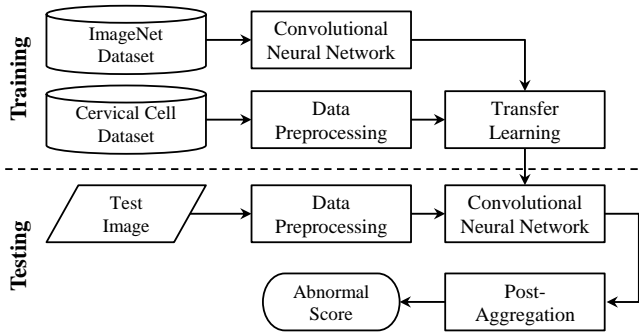 Training
ImageNet
Dataset
Convolutional
Neural Network
Cervical Cell
Dataset
Data
Preprocessing
Transfer
Learning
Testing
Test
Image
Data
Preprocessing
Convolutional
Neural Network
Abnormal
Score
Post-
Aggregation